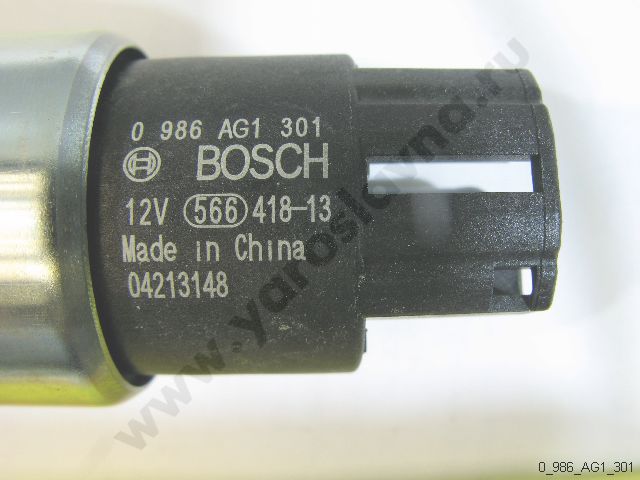 0 986 AG1 301
BOSCH
12V 566 418-13
Made in China
04213148
www.yaroslavna.ru
0_986_AG1_301